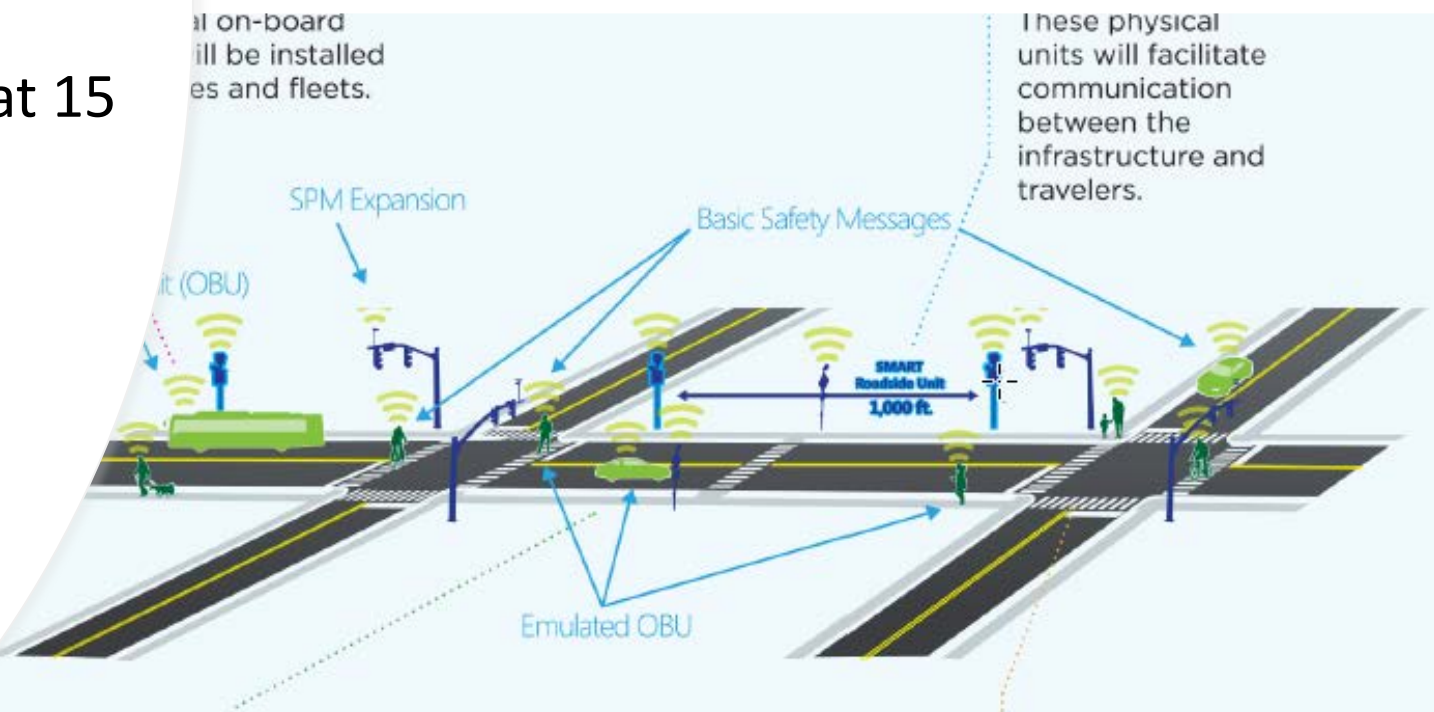 at 15
al on-board
ill be installed
es and fleets.
These physical
units will facilitate
communication
between the
infrastructure and
travelers.
SPM Expansion
Basic Safety Messages
it (OBU)
SMART
Roadside Unit
1,000 ft.
Emulated OBU